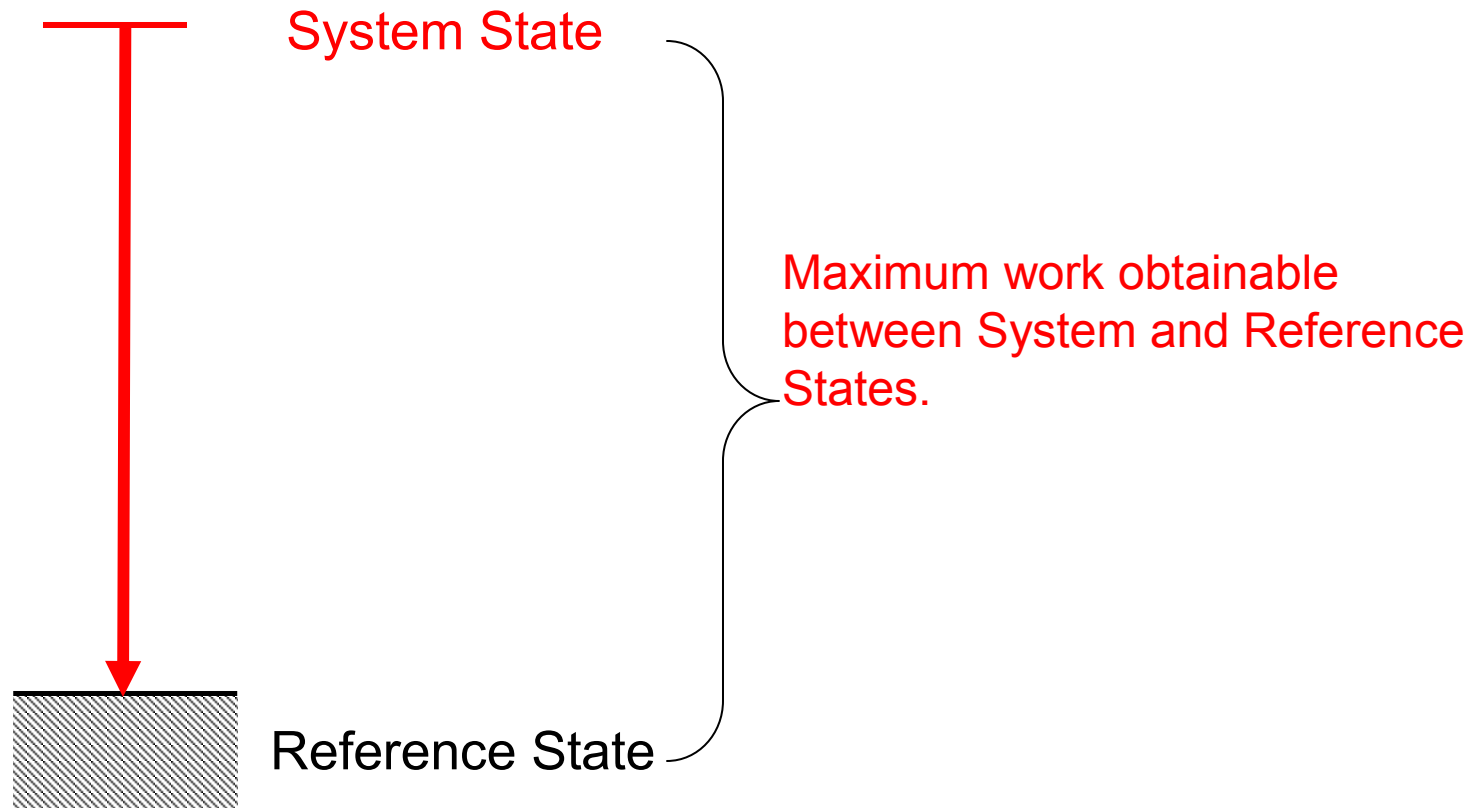 System State
Maximum work obtainable
between System and Reference
States.
Reference State